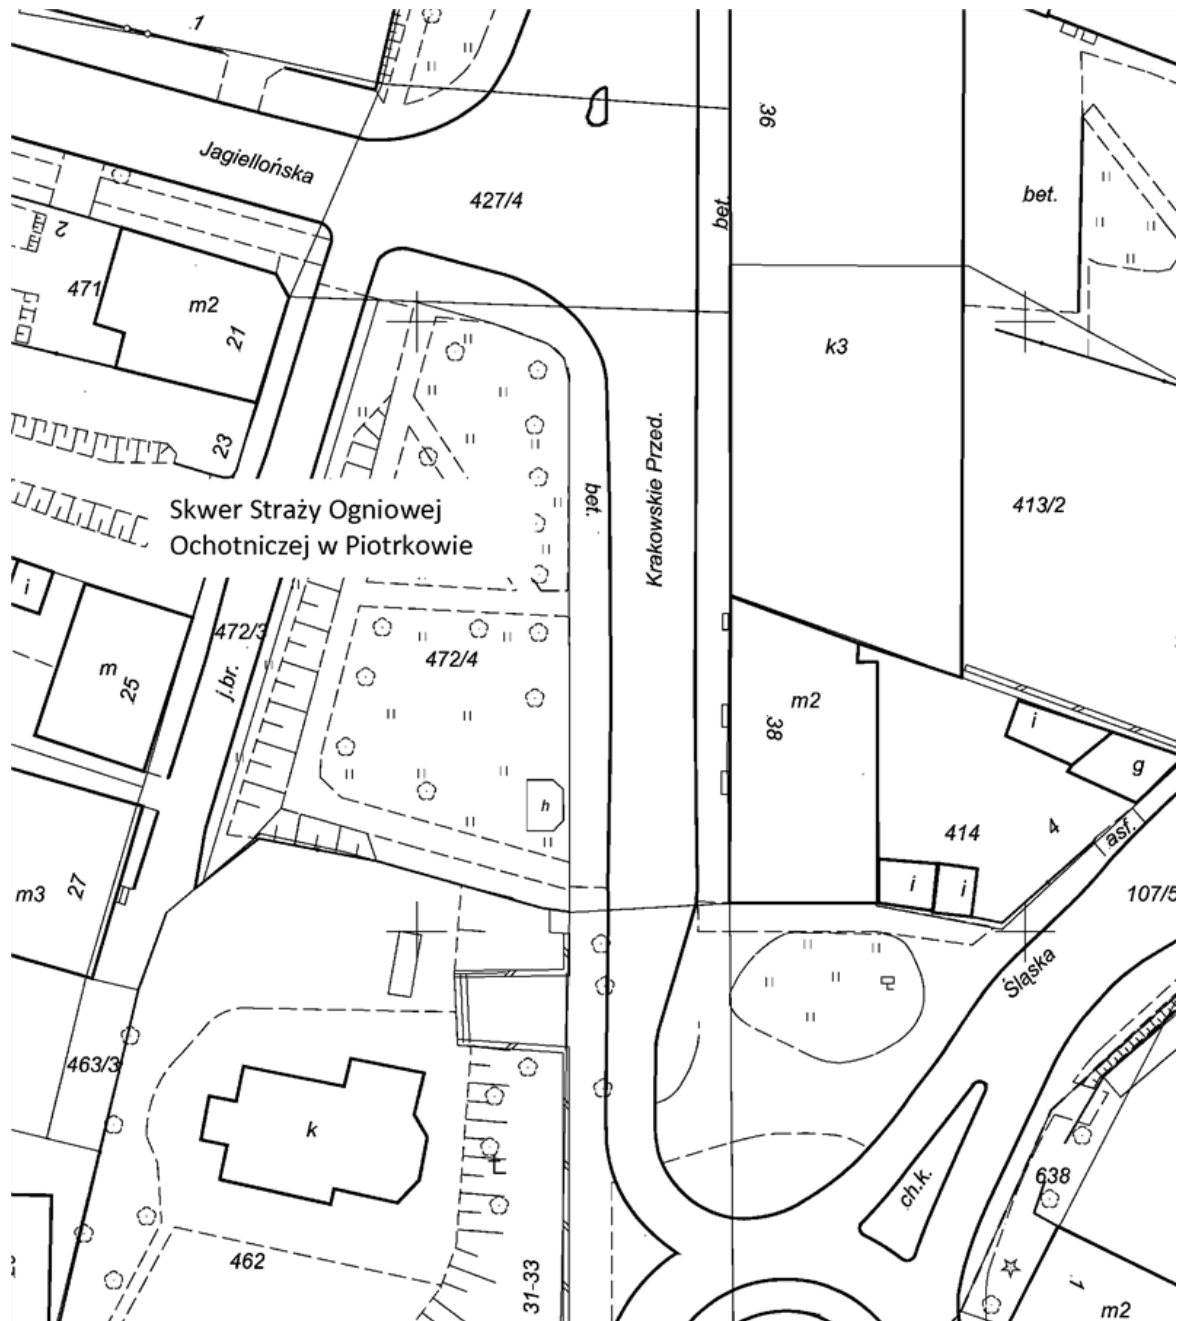 1
36
Jagiellońska
427/4
bet.
bet.
2
471
m2
21
k3
23
Krakowskie Przed.
bet.
413/2
Skwer Straży Ogniowej
Ochotniczej w Piotrkowie
i
472/3
472/4
m
25
j.br.
m2
38
i
g
h
414
4
asf.
m3
27
i
i
107/5
Śląska
463/3
k
ch.k.
638
462
31-33
1
m2